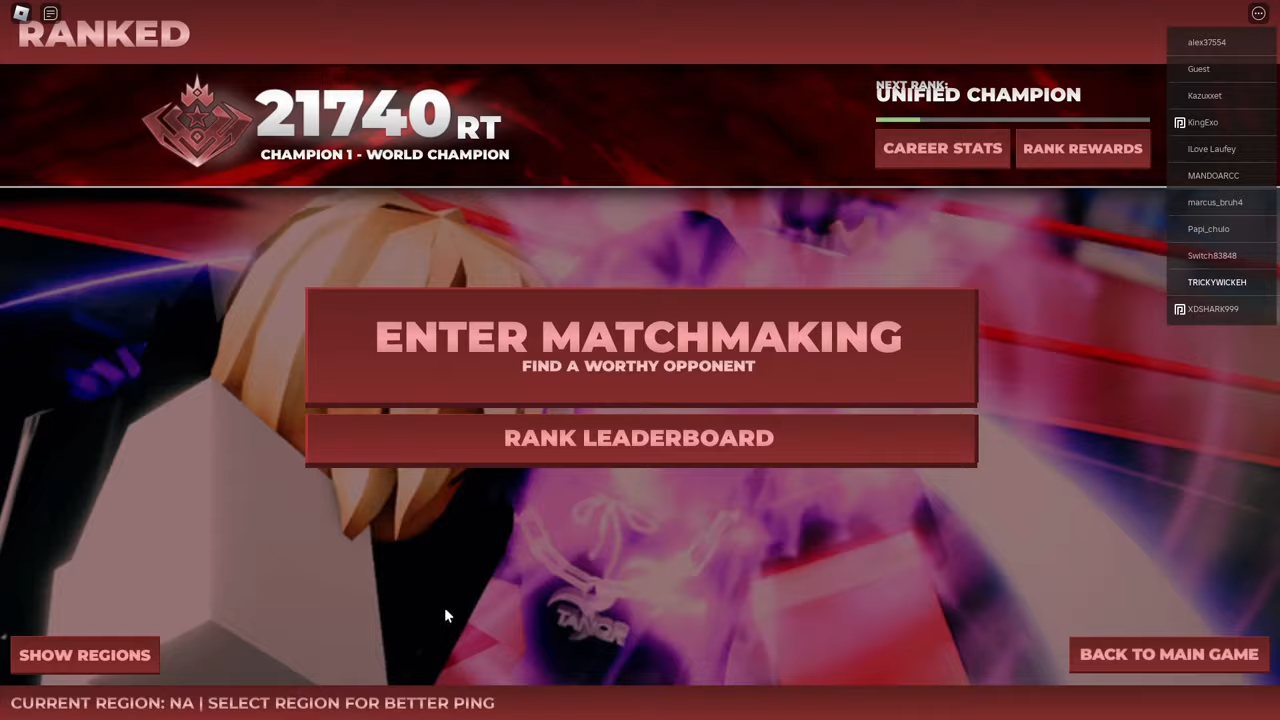 RANKED
21740 RT
CHAMPION 1 - WORLD CHAMPION
NEXT RANK:
UNIFIED CHAMPION
CAREER STATS
RANK REWARDS
alex37554
Guest
Kazuxxet
KingExo
ILove Laufey
MANDOARCC
marcus_bruh4
Papi_chulo
Switch83848
TRICKYWICKEH
XDSHARK999
ENTER MATCHMAKING
FIND A WORTHY OPPONENT
RANK LEADERBOARD
TANQR
SHOW REGIONS
BACK TO MAIN GAME
CURRENT REGION: NA | SELECT REGION FOR BETTER PING